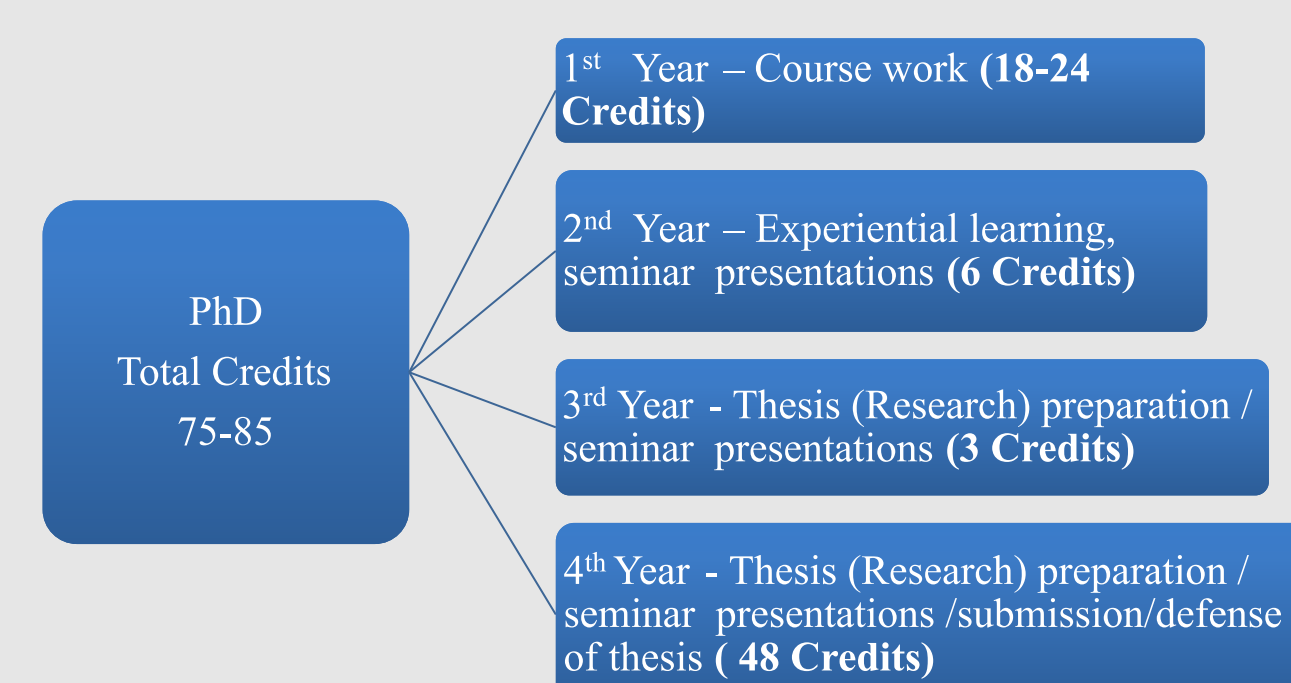 PhD
Total Credits
75-85
1st Year – Course work (18-24
Credits)
2nd Year – Experiential learning,
seminar presentations (6 Credits)
3rd Year - Thesis (Research) preparation /
seminar presentations (3 Credits)
4th Year - Thesis (Research) preparation /
seminar presentations /submission/defense
of thesis ( 48 Credits)